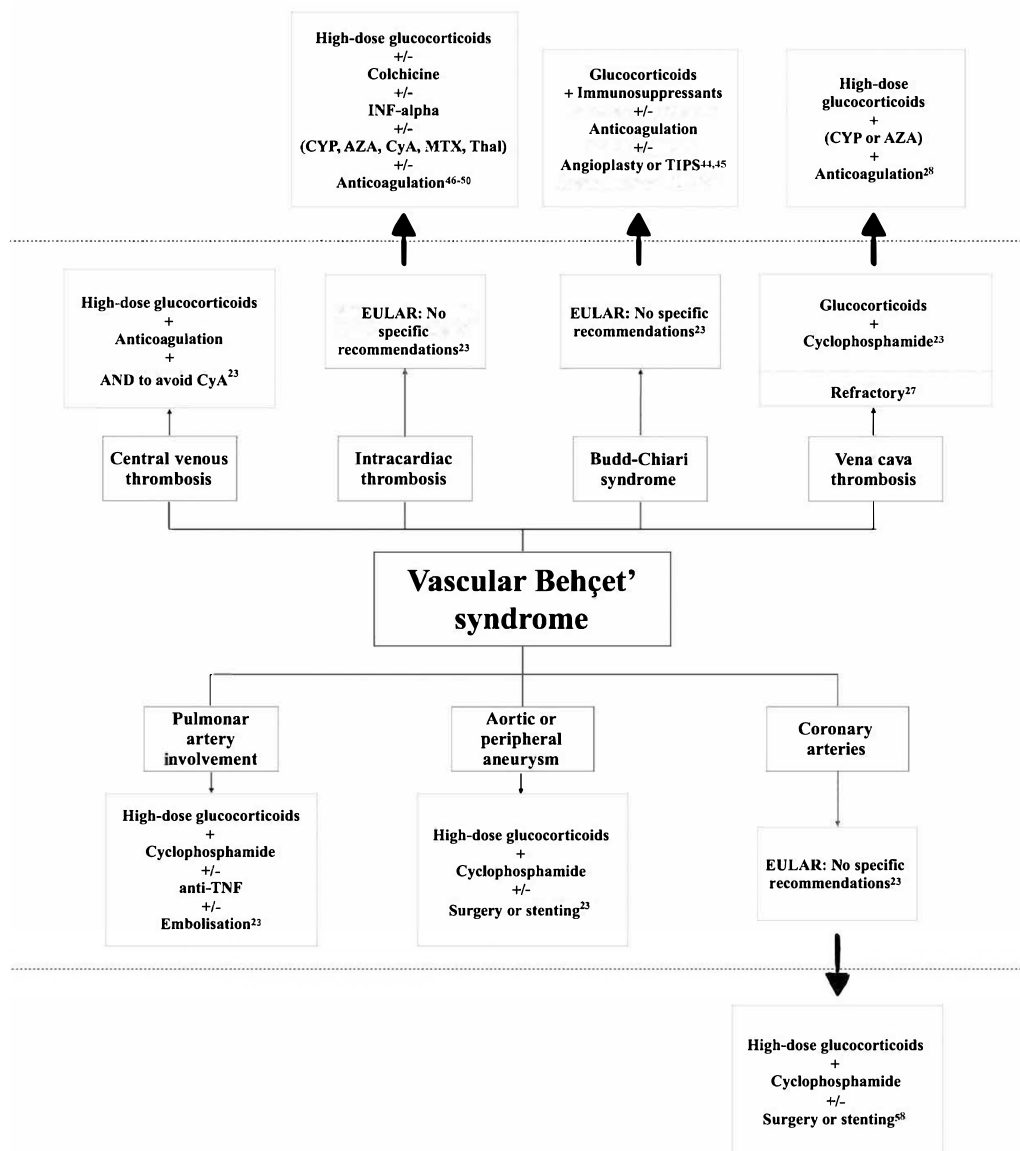 High-dose glucocorticoids
+/-
Colchicine
+/-
INF-alpha
+/-
(CYP, AZA, CyA, MTX, Thal)
+/-
Anticoagulation46-50
Glucocorticoids
+ Immunosuppressants
+/-
Anticoagulation
+/-
Angioplasty or TIPS44,45
High-dose
glucocorticoids
+
(CYP or AZA)
+
Anticoagulation28
High-dose glucocorticoids
+
Anticoagulation
+
AND to avoid CyA23
EULAR: No
specific
recommendations23
EULAR: No specific
recommendations23
Glucocorticoids
+
Cyclophosphamide23
Refractory27
Central venous
thrombosis
Intracardiac
thrombosis
Budd-Chiari
syndrome
Vena cava
thrombosis
Vascular Behçet’
syndrome
Pulmonar
artery
involvement
Aortic or
peripheral
aneurysm
Coronary
arteries
High-dose glucocorticoids
+
Cyclophosphamide
+/-
anti-TNF
+/-
Embolisation23
High-dose glucocorticoids
+
Cyclophosphamide
+/-
Surgery or stenting23
EULAR: No specific
recommendations23
High-dose glucocorticoids
+
Cyclophosphamide
+/-
Surgery or stenting58